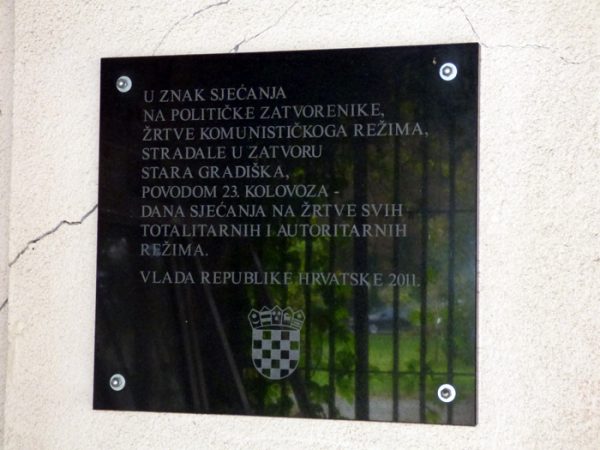 U ZNAK SJEĆANJA
NA POLITIČKE ZATVORENIKE,
ŽRTVE KOMUNISTIČKOGA REŽIMA,
STRADALE U ZATVORU
STARA GRADIŠKA,
POVODOM 23. KOLOVOZA -
DANA SJEĆANJA NA ŽRTVE SVIH
TOTALITARNIH I AUTORITARNIH
REŽIMA.
VLADA REPUBLIKE HRVATSKE 2011.